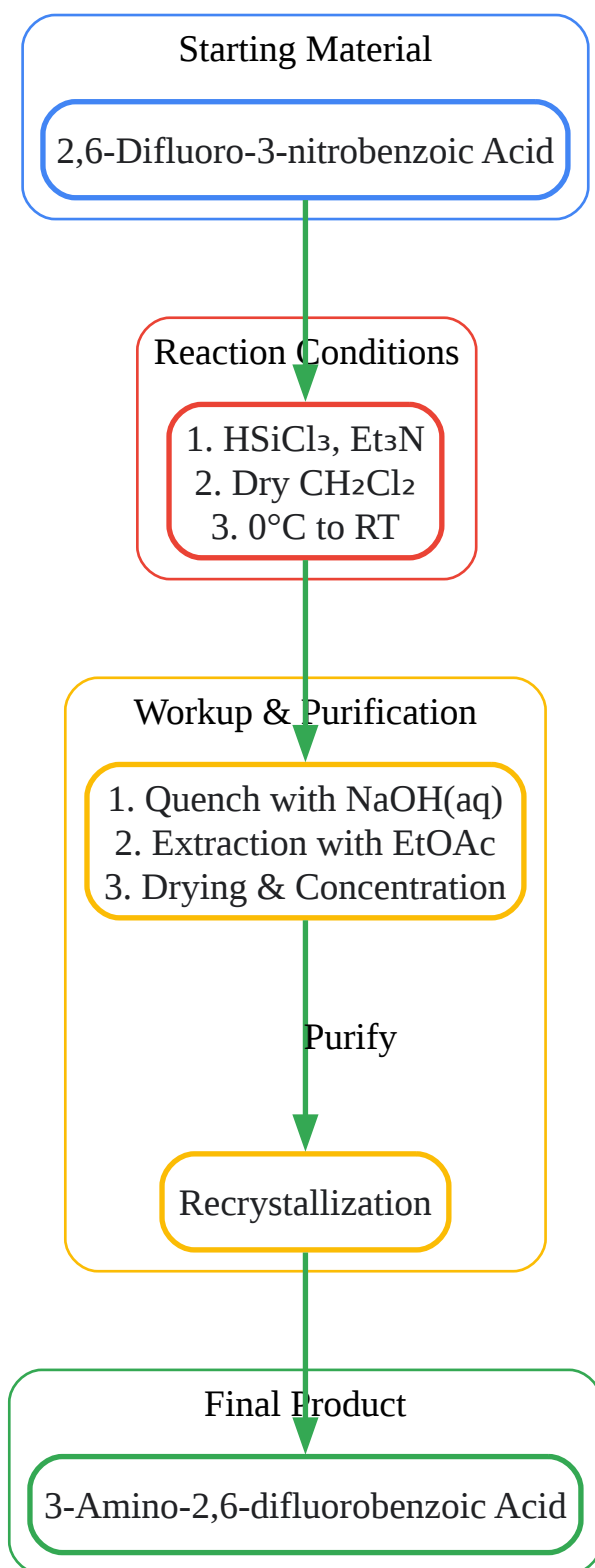 Starting Material
2,6-Difluoro-3-nitrobenzoic Acid
Reaction Conditions
1. HSiCl₃, Et₃N
2. Dry CH₂Cl₂
3. 0°C to RT
Workup & Purification
1. Quench with NaOH(aq)
2. Extraction with EtOAc
3. Drying & Concentration
Purify
Recrystallization
Final Product
3-Amino-2,6-difluorobenzoic Acid